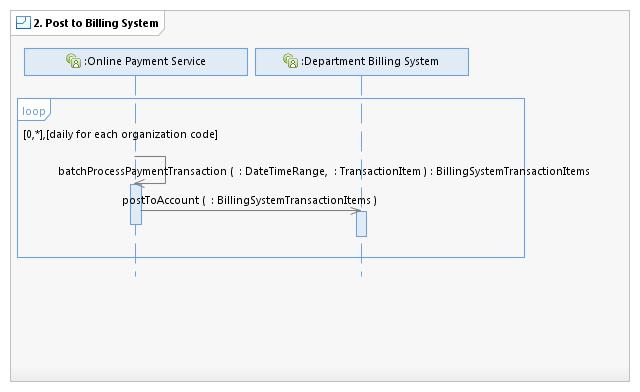 2. Post to Billing System
:Online Payment Service
:Department Billing System
loop
[0,*],[daily for each organization code]
batchProcessPaymentTransaction ( : DateTimeRange, : TransactionItem ) : BillingSystemTransactionItems
postToAccount ( : BillingSystemTransactionItems )